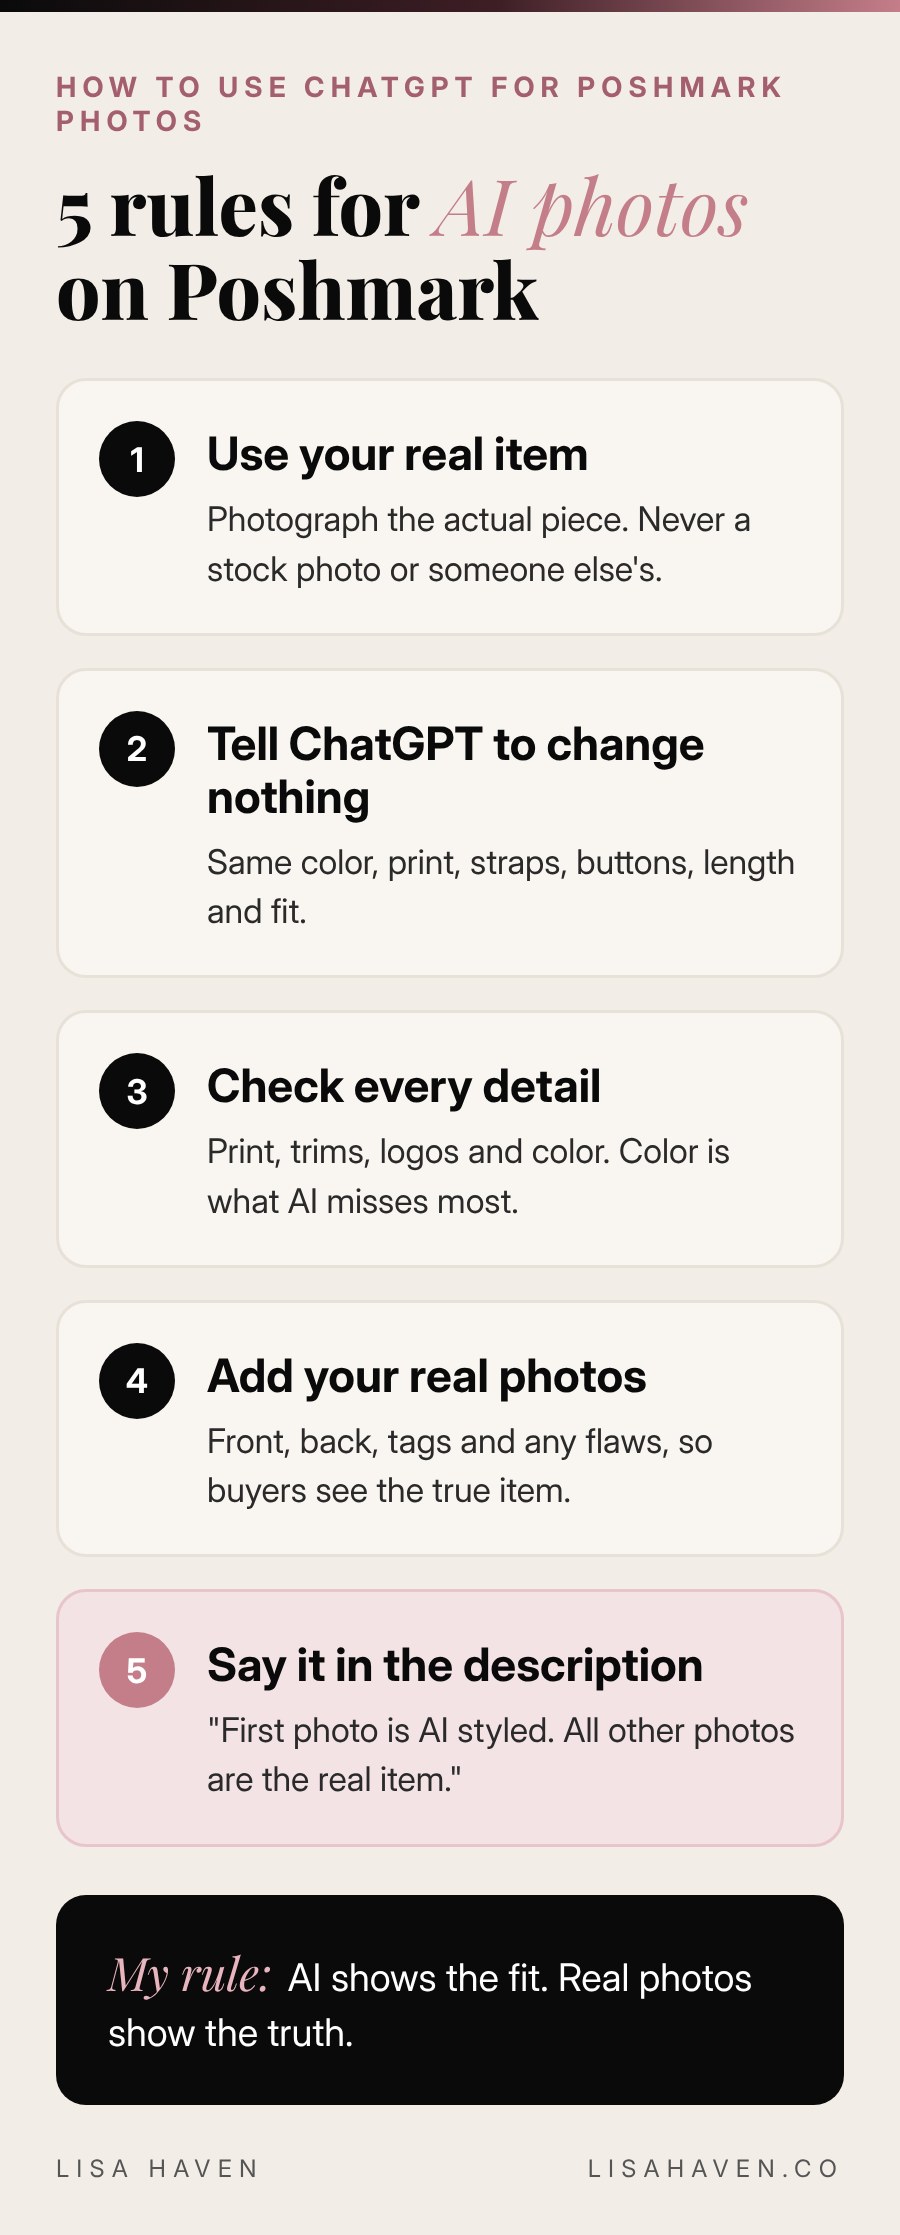 HOW TO USE CHATGPT FOR POSHMARK
PHOTOS
5 rules for AI photos
on Poshmark
1
Use your real item
Photograph the actual piece. Never a
stock photo or someone else's.
2
Tell ChatGPT to change
nothing
Same color, print, straps, buttons, length
and fit.
3
Check every detail
Print, trims, logos and color. Color is
what AI misses most.
4
Add your real photos
Front, back, tags and any flaws, so
buyers see the true item.
5
Say it in the description
"First photo is AI styled. All other photos
are the real item."
My rule: AI shows the fit. Real photos
show the truth.
LISA HAVEN
LISAHAVEN.CO